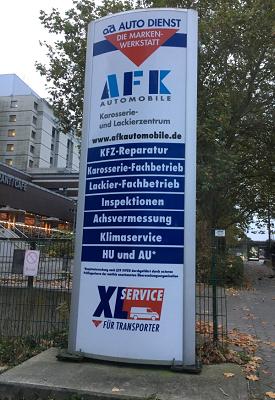 ad AUTO DIENST
DIE MARKEN-
WERKSTATT
AFK
AUTOMOBILE
Karosserie-
und Lackierzentrum
www.afkautomobile.de
KFZ-Reparatur
Karosserie-Fachbetrieb
Lackier-Fachbetrieb
Inspektionen
Achsvermessung
Klimaservice
HU und AU*
XL SERVICE
FÜR TRANSPORTER